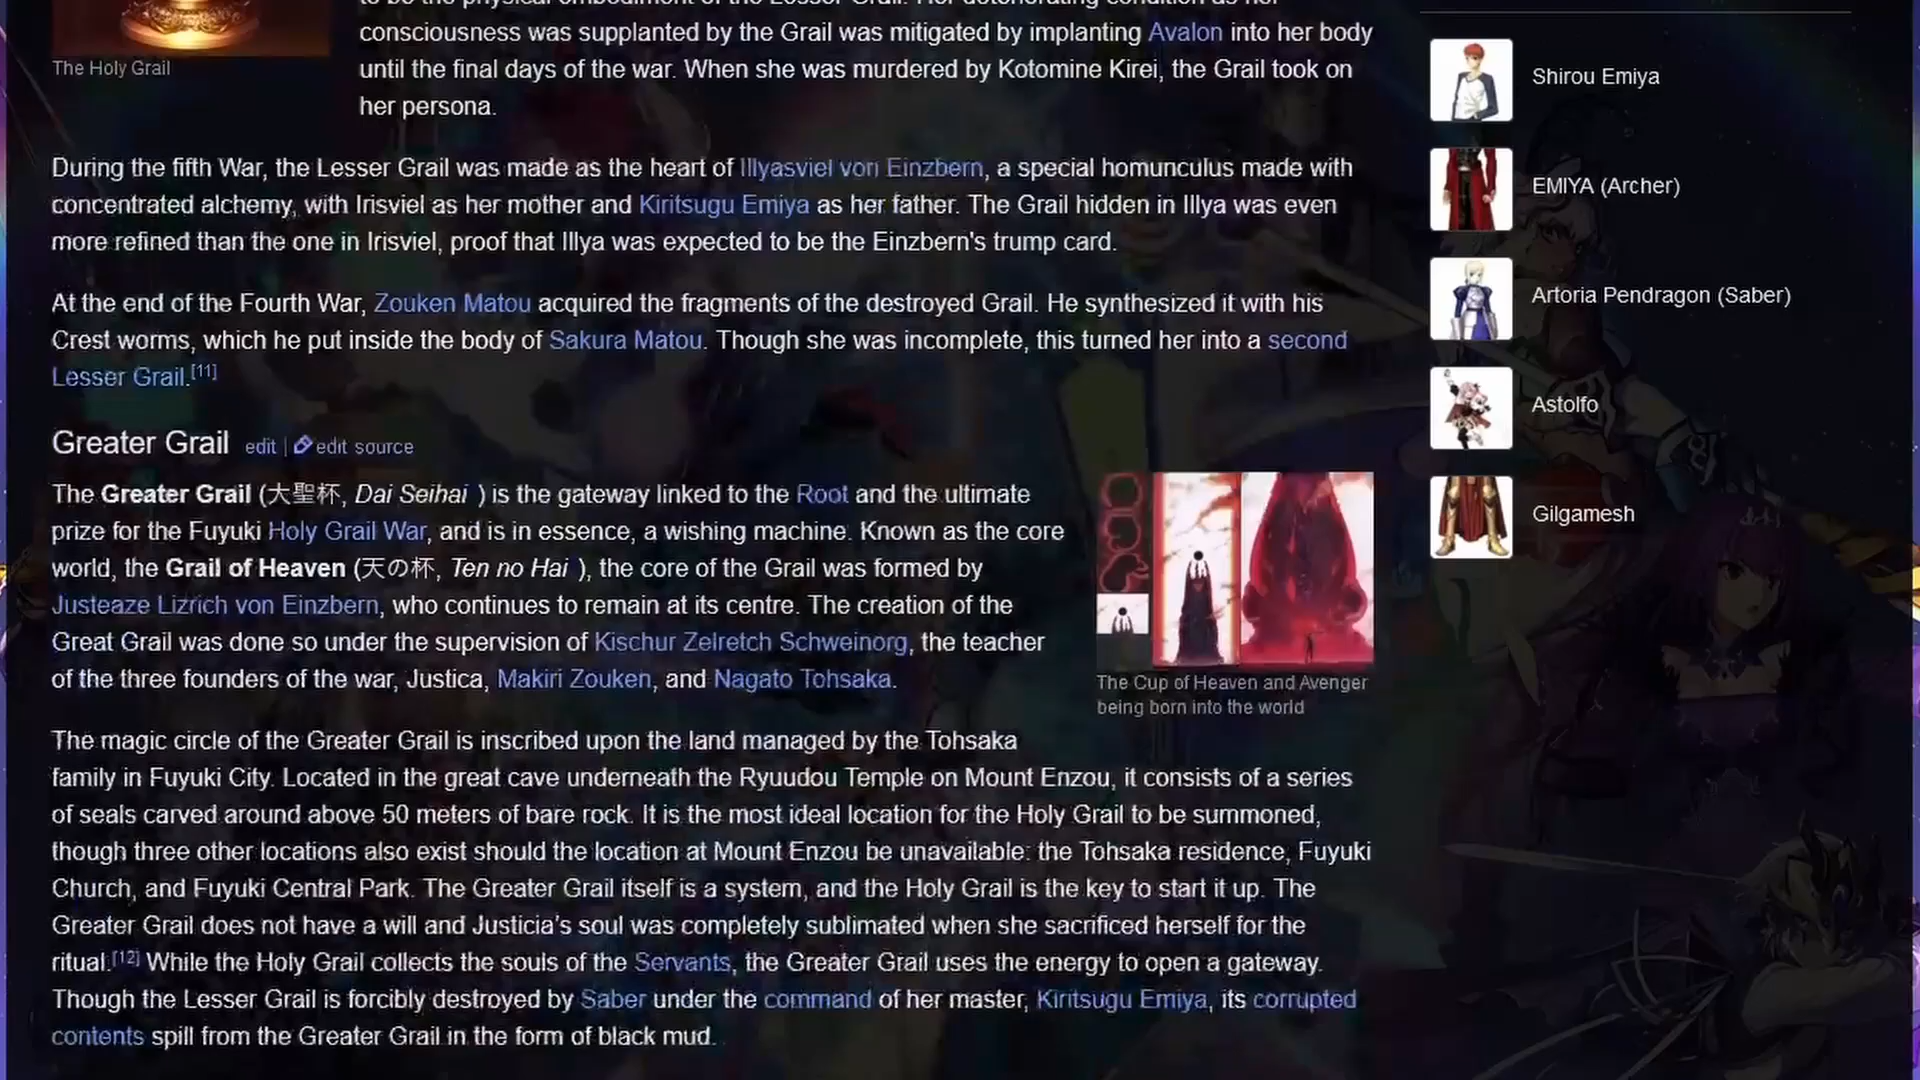 to be the physical embodiment of the Lesser Grail. Her deteriorating condition as her
consciousness was supplanted by the Grail was mitigated by implanting Avalon into her body
until the final days of the war. When she was murdered by Kotomine Kirei, the Grail took on
her persona.
The Holy Grail
During the fifth War, the Lesser Grail was made as the heart of Illyasviel von Einzbern, a special homunculus made with
concentrated alchemy, with Irisviel as her mother and Kiritsugu Emiya as her father. The Grail hidden in Illya was even
more refined than the one in Irisviel, proof that Illya was expected to be the Einzbern's trump card.
At the end of the Fourth War, Zouken Matou acquired the fragments of the destroyed Grail. He synthesized it with his
Crest worms, which he put inside the body of Sakura Matou. Though she was incomplete, this turned her into a second
Lesser Grail.[11]
Greater Grail edit | edit source
The Greater Grail (大聖杯, Dai Seihai ) is the gateway linked to the Root and the ultimate
prize for the Fuyuki Holy Grail War, and is in essence, a wishing machine. Known as the core
world, the Grail of Heaven (天の杯, Ten no Hai ), the core of the Grail was formed by
Justeaze Lizrich von Einzbern, who continues to remain at its centre. The creation of the
Great Grail was done so under the supervision of Kischur Zelretch Schweinorg, the teacher
of the three founders of the war, Justica, Makiri Zouken, and Nagato Tohsaka.
The Cup of Heaven and Avenger
being born into the world
The magic circle of the Greater Grail is inscribed upon the land managed by the Tohsaka
family in Fuyuki City. Located in the great cave underneath the Ryuudou Temple on Mount Enzou, it consists of a series
of seals carved around above 50 meters of bare rock. It is the most ideal location for the Holy Grail to be summoned,
though three other locations also exist should the location at Mount Enzou be unavailable: the Tohsaka residence, Fuyuki
Church, and Fuyuki Central Park. The Greater Grail itself is a system, and the Holy Grail is the key to start it up. The
Greater Grail does not have a will and Justicia's soul was completely sublimated when she sacrificed herself for the
ritual.[12] While the Holy Grail collects the souls of the Servants, the Greater Grail uses the energy to open a gateway.
Though the Lesser Grail is forcibly destroyed by Saber under the command of her master, Kiritsugu Emiya, its corrupted
contents spill from the Greater Grail in the form of black mud.
Shirou Emiya
EMIYA (Archer)
Artoria Pendragon (Saber)
Astolfo
Gilgamesh